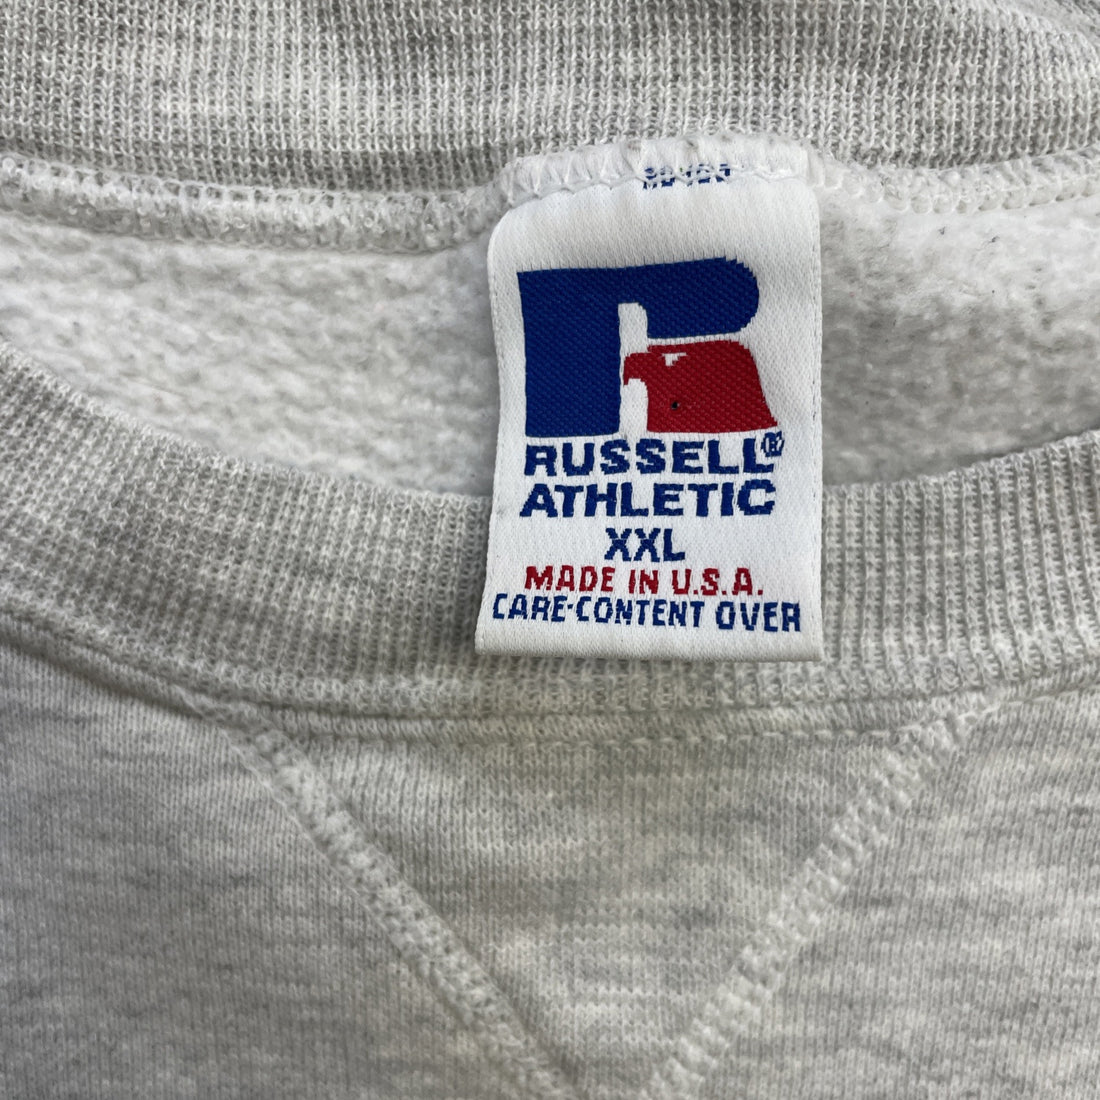 RUSSELL®
ATHLETIC
XXL
MADE IN U.S.A.
CARE-CONTENT OVER